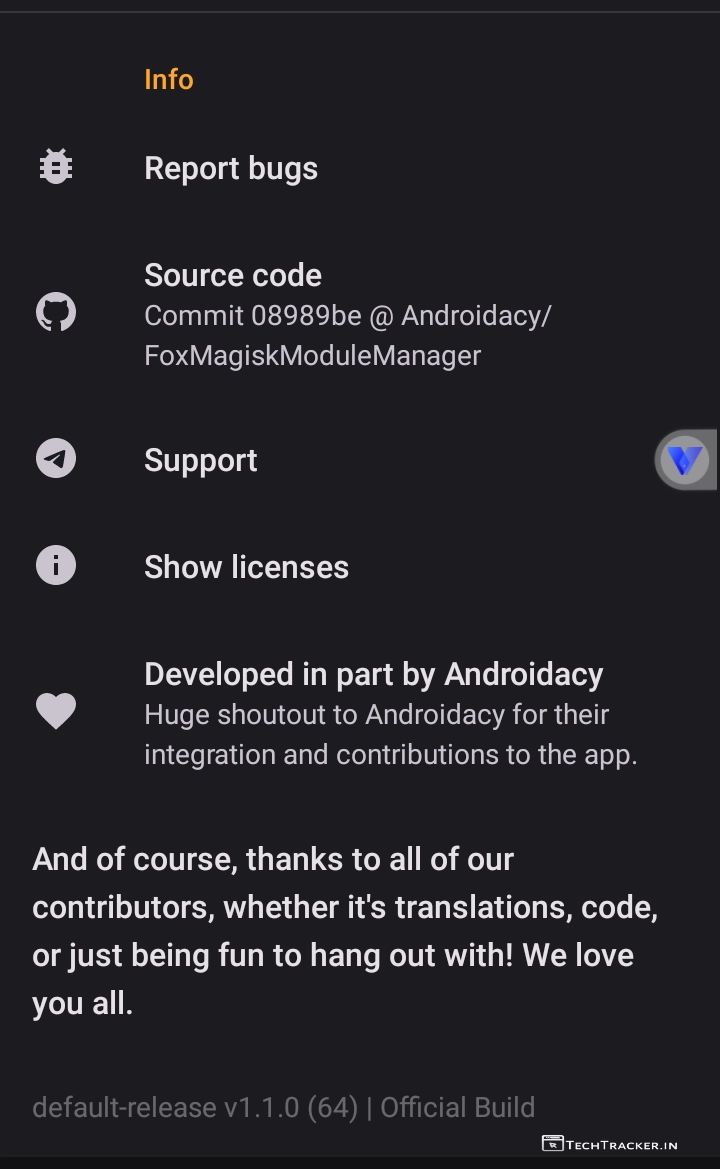 Info
Report bugs
Source code
Commit 08989be @ Androidacy/
FoxMagiskModuleManager
Support
Show licenses
Developed in part by Androidacy
Huge shoutout to Androidacy for their
integration and contributions to the app.
And of course, thanks to all of our
contributors, whether it's translations, code,
or just being fun to hang out with! We love
you all.
default-release v1.1.0 (64) | Official Build
TECHTRACKER.IN